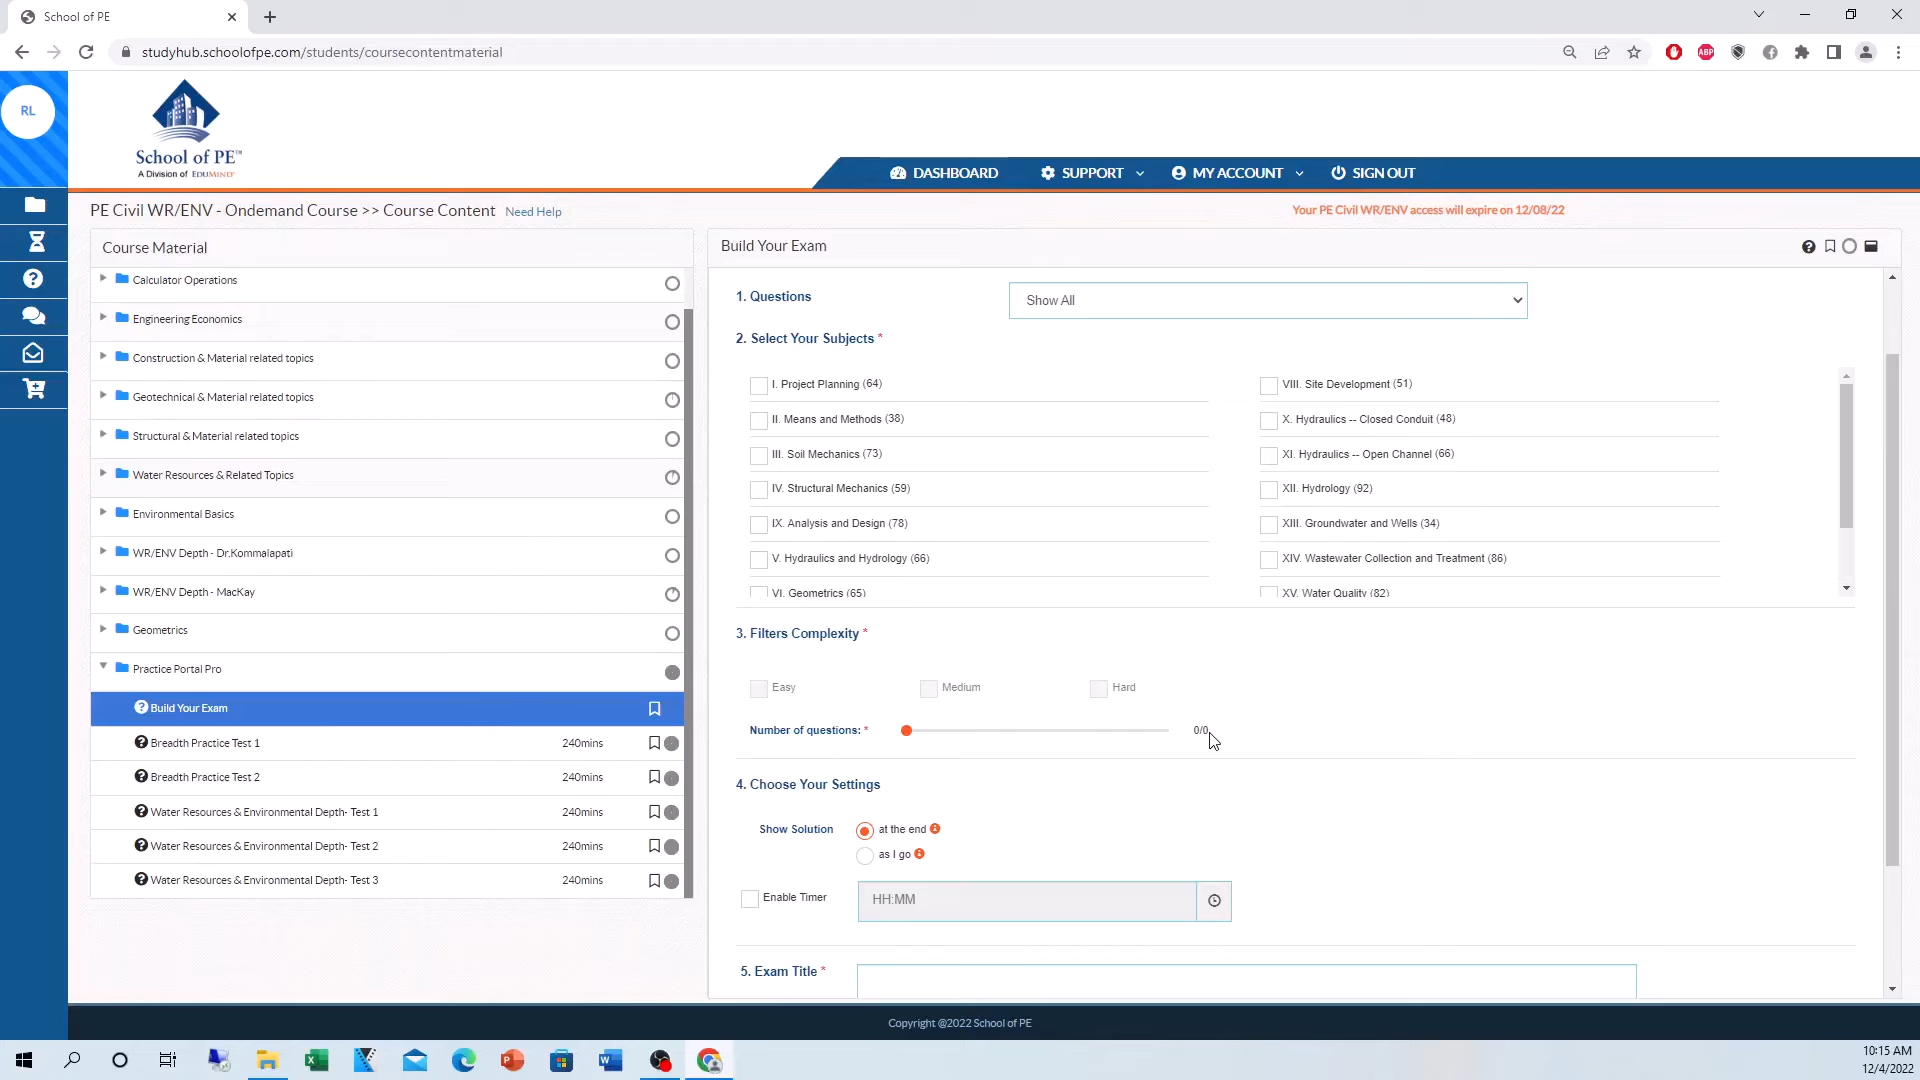 School of PE
studyhub.schoolofpe.com/students/coursecontentmaterial
ABP
RL
School of PE™
A Division of EDUMIND
DASHBOARD
SUPPORT
MY ACCOUNT
SIGN OUT
PE Civil WR/ENV - Ondemand Course >> Course Content
Need Help
Your PE Civil WR/ENV access will expire on 12/08/22
Course Material
Calculator Operations
Engineering Economics
Construction & Material related topics
Geotechnical & Material related topics
Structural & Material related topics
Water Resources & Related Topics
Environmental Basics
WR/ENV Depth - Dr.Kommalapati
WR/ENV Depth - MacKay
Geometrics
Practice Portal Pro
Build Your Exam
Breadth Practice Test 1 240mins
Breadth Practice Test 2 240mins
Water Resources & Environmental Depth- Test 1 240mins
Water Resources & Environmental Depth- Test 2 240mins
Water Resources & Environmental Depth- Test 3 240mins
Build Your Exam
1. Questions
Show All
2. Select Your Subjects *
I. Project Planning (64)
II. Means and Methods (38)
III. Soil Mechanics (73)
IV. Structural Mechanics (59)
IX. Analysis and Design (78)
V. Hydraulics and Hydrology (66)
VI. Geometrics (65)
VIII. Site Development (51)
X. Hydraulics -- Closed Conduit (48)
XI. Hydraulics -- Open Channel (66)
XII. Hydrology (92)
XIII. Groundwater and Wells (34)
XIV. Wastewater Collection and Treatment (86)
XV. Water Quality (82)
3. Filters Complexity *
Easy
Medium
Hard
Number of questions: *
0/0
4. Choose Your Settings
Show Solution
at the end
as I go
Enable Timer
HH:MM
5. Exam Title *
Copyright @2022 School of PE
10:15 AM
12/4/2022